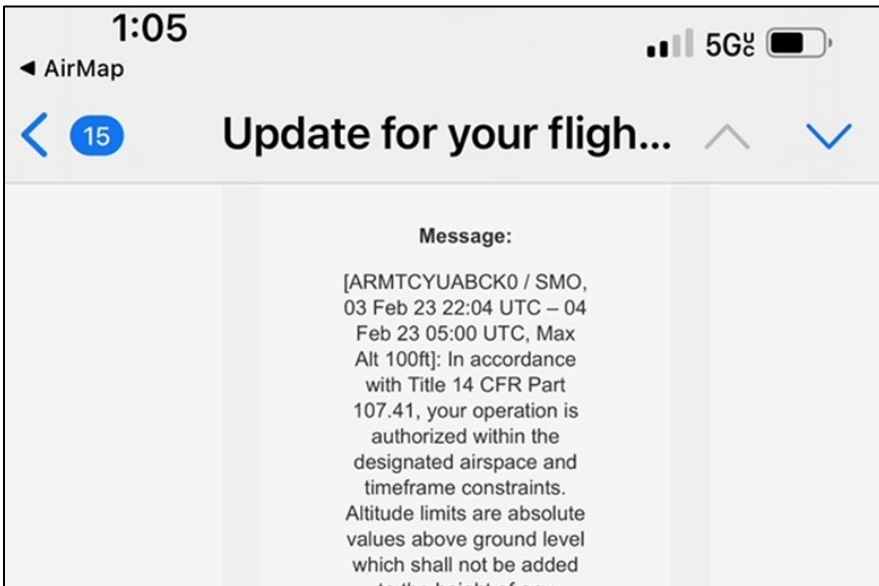 1:05
5G UC
◀ AirMap
15
Update for your fligh...
Message:
[ARMTCYUABCK0 / SMO,
03 Feb 23 22:04 UTC – 04
Feb 23 05:00 UTC, Max
Alt 100ft]: In accordance
with Title 14 CFR Part
107.41, your operation is
authorized within the
designated airspace and
timeframe constraints.
Altitude limits are absolute
values above ground level
which shall not be added